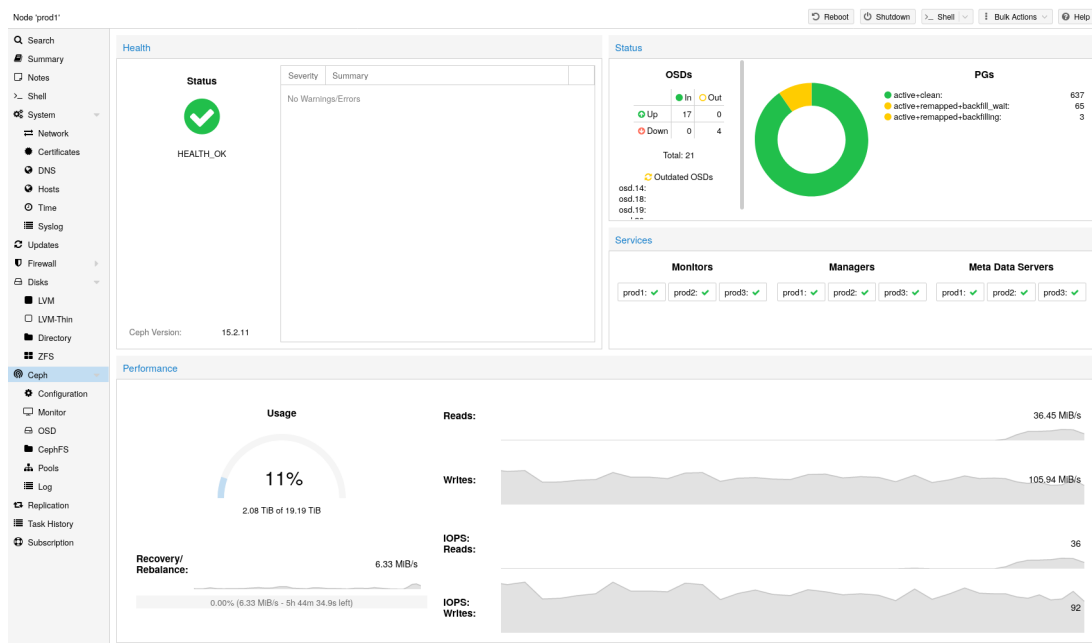 Node 'prod1'
Reboot
Shutdown
>_ Shell
Bulk Actions
Help
Search
Summary
Notes
>_ Shell
System
Network
Certificates
DNS
Hosts
Time
Syslog
Updates
Firewall
Disks
LVM
LVM-Thin
Directory
ZFS
Ceph
Configuration
Monitor
OSD
CephFS
Pools
Log
Replication
Task History
Subscription
Health
Status
HEALTH_OK
Ceph Version: 15.2.11
Severity Summary
No Warnings/Errors
Status
OSDs
In Out
Up 17 0
Down 0 4
Total: 21
Outdated OSDs
osd.14:
osd.18:
osd.19:
PGs
active+clean: 637
active+remapped+backfill_wait: 65
active+remapped+backfilling: 3
Services
Monitors
prod1: prod2: prod3:
Managers
prod1: prod2: prod3:
Meta Data Servers
prod1: prod2: prod3:
Performance
Usage
11%
2.08 TiB of 19.19 TiB
Recovery/
Rebalance:
6.33 MiB/s
0.00% (6.33 MiB/s - 5h 44m 34.9s left)
Reads: 36.45 MiB/s
Writes: 105.94 MiB/s
IOPS:
Reads:
36
IOPS:
Writes:
92